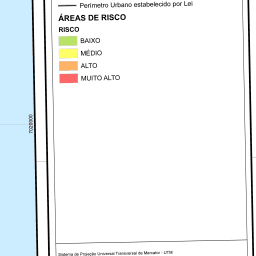 Perímetro Urbano estabelecido por Lei
ÁREAS DE RISCO
RISCO
BAIXO
MÉDIO
ALTO
MUITO ALTO
Sistema de Projeção Universal Transversal de Mercator - UTM